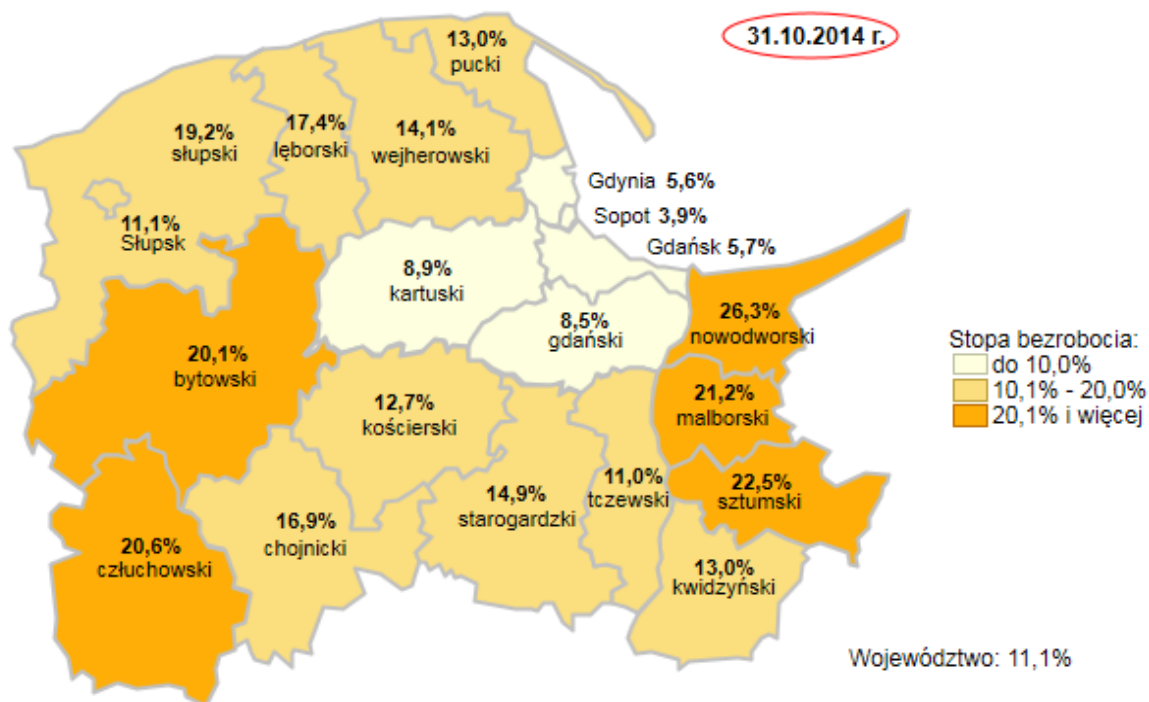 31.10.2014 r.
13,0%
pucki
19,2%
słupski
17,4%
lęborski
14,1%
wejherowski
Gdynia 5,6%
Sopot 3,9%
Gdańsk 5,7%
11,1%
Słupsk
8,9%
kartuski
8,5%
gdański
26,3%
nowodworski
20,1%
bytowski
12,7%
kościerski
21,2%
malborski
Stopa bezrobocia:
do 10,0%
10,1% - 20,0%
20,1% i więcej
14,9%
starogardzki
11,0%
tczewski
22,5%
sztumski
20,6%
człuchowski
16,9%
chojnicki
13,0%
kwidzyński
Województwo: 11,1%